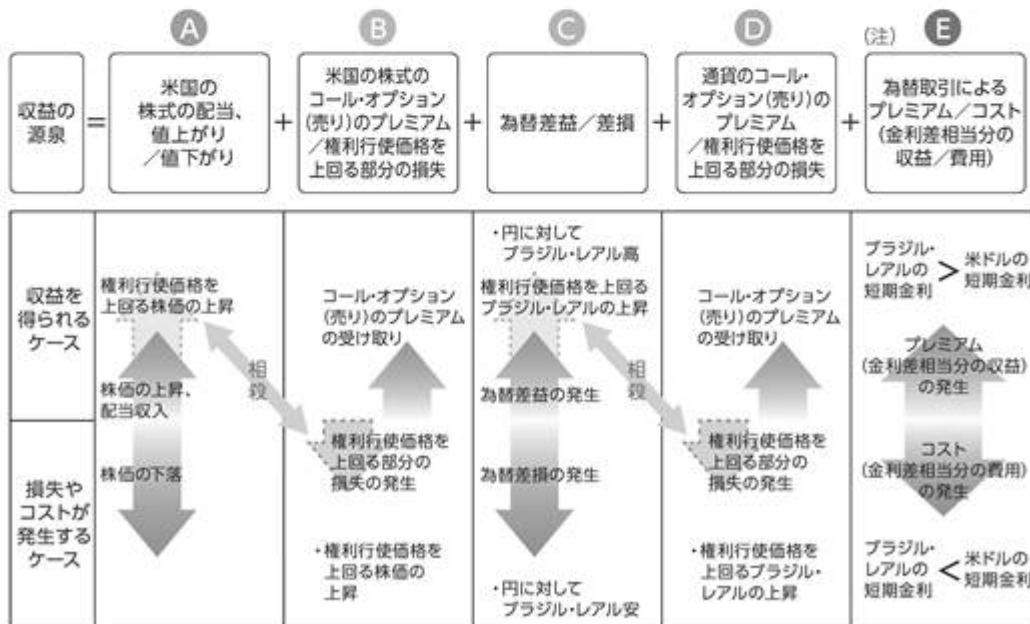 A
B
C
D
(注)
E
収益の
源泉
=
米国の
株式の配当、
値上がり
／値下がり
+
米国の株式の
コール・オプション
(売り)のプレミアム
／権利行使価格を
上回る部分の損失
+
為替差益／差損
+
通貨のコール・
オプション(売り)の
プレミアム
／権利行使価格を
上回る部分の損失
+
為替取引による
プレミアム／コスト
(金利差相当分の
収益／費用)
収益を
得られる
ケース
権利行使価格を
上回る株価の上昇
株価の上昇、
配当収入
相殺
コール・オプション
(売り)のプレミアム
の受け取り
・円に対して
ブラジル・レアル高
権利行使価格を上回る
ブラジル・レアルの上昇
為替差益の発生
相殺
コール・オプション
(売り)のプレミアムの
受け取り
ブラジル・
レアルの
短期金利
>
米ドルの
短期金利
プレミアム
(金利差相当分の収益)
の発生
損失や
コストが
発生する
ケース
株価の下落
権利行使価格を
上回る部分の
損失の発生
・権利行使価格を
上回る株価の
上昇
為替差損の発生
・円に対して
ブラジル・レアル安
権利行使価格を
上回る部分の
損失の発生
・権利行使価格を
上回るブラジル・
レアルの上昇
コスト
(金利差相当分の費用)
の発生
ブラジル・
レアルの
短期金利
<
米ドルの
短期金利